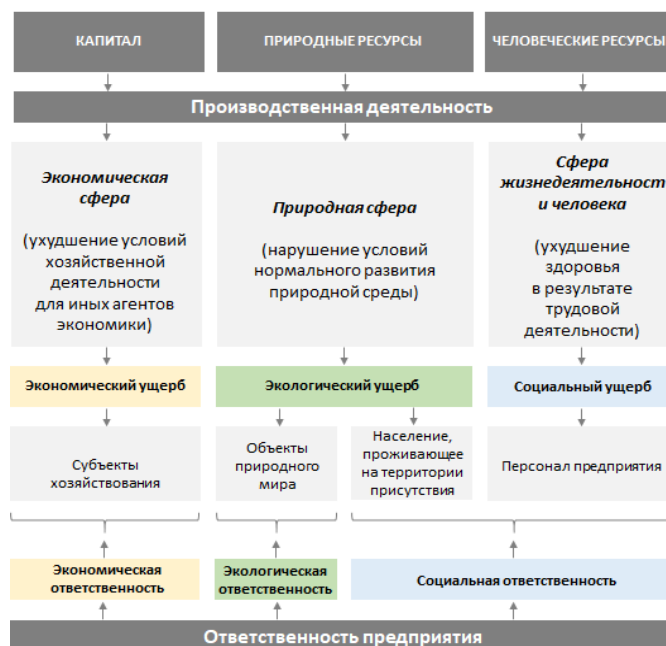 КАПИТАЛ
ПРИРОДНЫЕ РЕСУРСЫ
ЧЕЛОВЕЧЕСКИЕ РЕСУРСЫ
Производственная деятельность
Экономическая
сфера
(ухудшение условий
хозяйственной
деятельности
для иных агентов
экономики)
Природная сфера
(нарушение условий
нормального развития
природной среды)
Сфера
жизнедеятельност
и человека
(ухудшение
здоровья
в результате
трудовой
деятельности)
Экономический ущерб
Экологический ущерб
Социальный ущерб
Субъекты
хозяйствования
Объекты
природного
мира
Население,
проживающее
на территории
присутствия
Персонал предприятия
Экономическая
ответственность
Экологическая
ответственность
Социальная ответственность
Ответственность предприятия